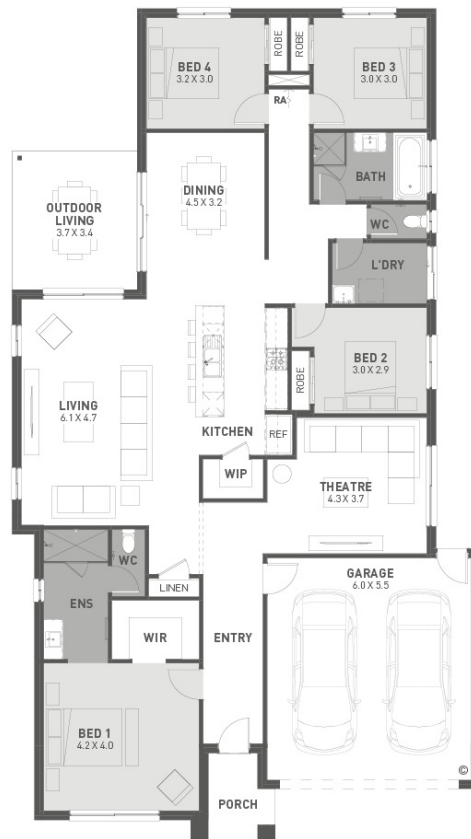 BED 4
3.2 X 3.0
ROBE
ROBE
BED 3
3.0 X 3.0
RA
BATH
DINING
4.5 X 3.2
OUTDOOR
LIVING
3.7 X 3.4
WC
L'DRY
BED 2
3.0 X 2.9
ROBE
LIVING
6.1 X 4.7
KITCHEN
REF
WIP
THEATRE
4.3 X 3.7
WC
LINEN
ENS
GARAGE
6.0 X 5.5
WIR
ENTRY
BED 1
4.2 X 4.0
PORCH
©